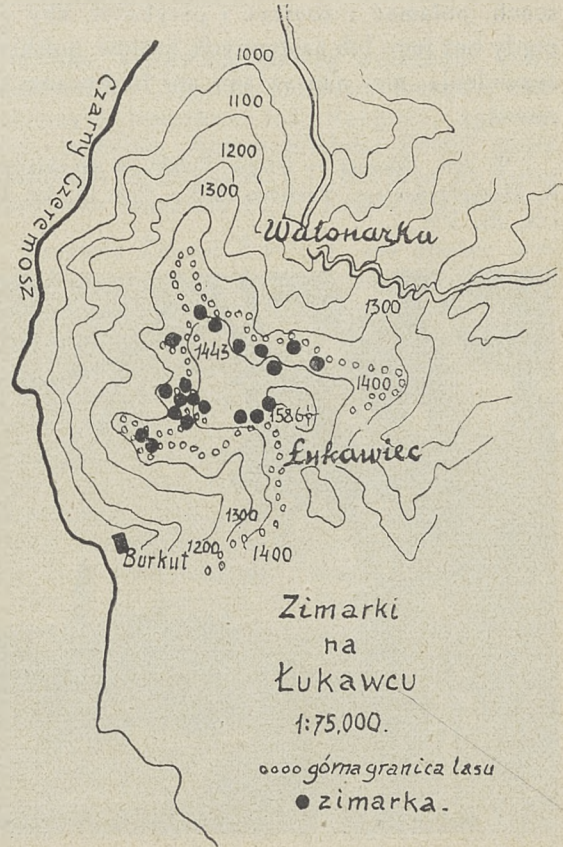 1000
1100
1200
1300
Czarny Czeremosz
Watonarka
1300
1443
1400
1586
Łukawiec
1300
1200
1400
Burkut
Zimarki
na
Łukawcu
1:75,000.
górna granica lasu
zimarka.